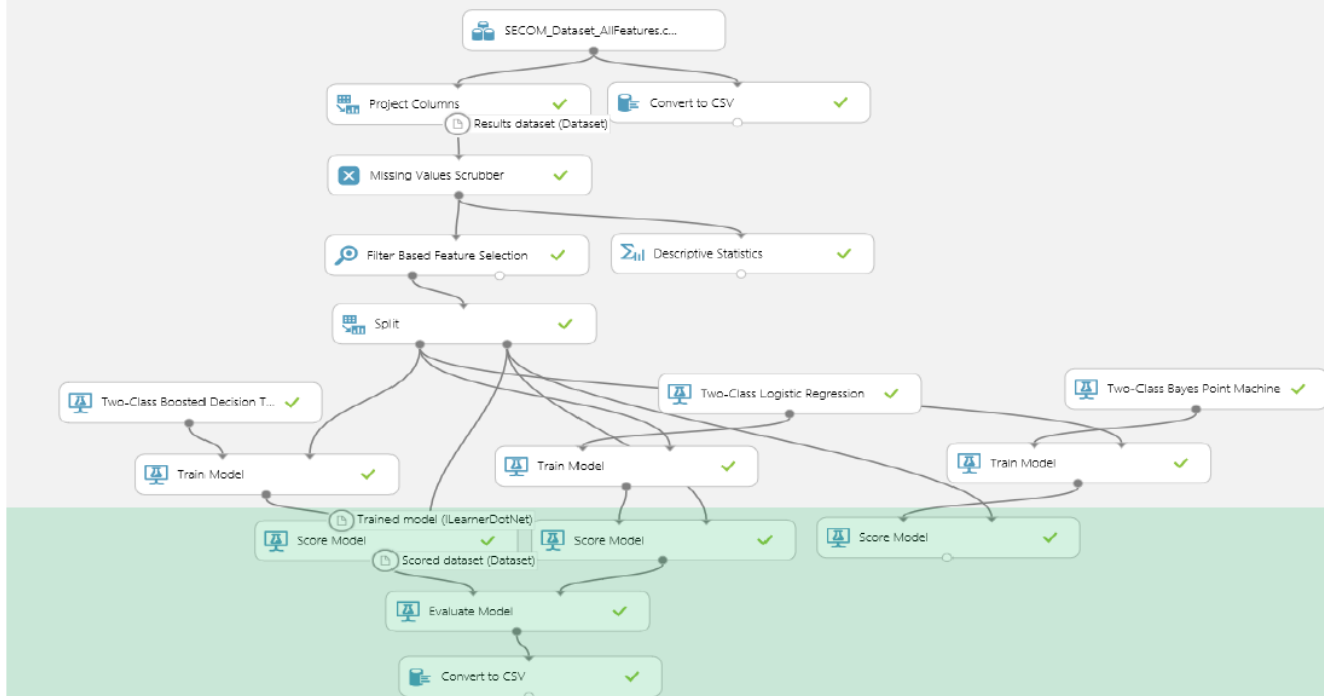 SECOM_Dataset_AllFeatures.c...
Project Columns
Convert to CSV
Results dataset (Dataset)
Missing Values Scrubber
Filter Based Feature Selection
Descriptive Statistics
Split
Two-Class Boosted Decision T...
Two-Class Logistic Regression
Two-Class Bayes Point Machine
Train Model
Train Model
Train Model
Trained model (ILearnerDotNet)
Score Model
Score Model
Score Model
Scored dataset (Dataset)
Evaluate Model
Convert to CSV